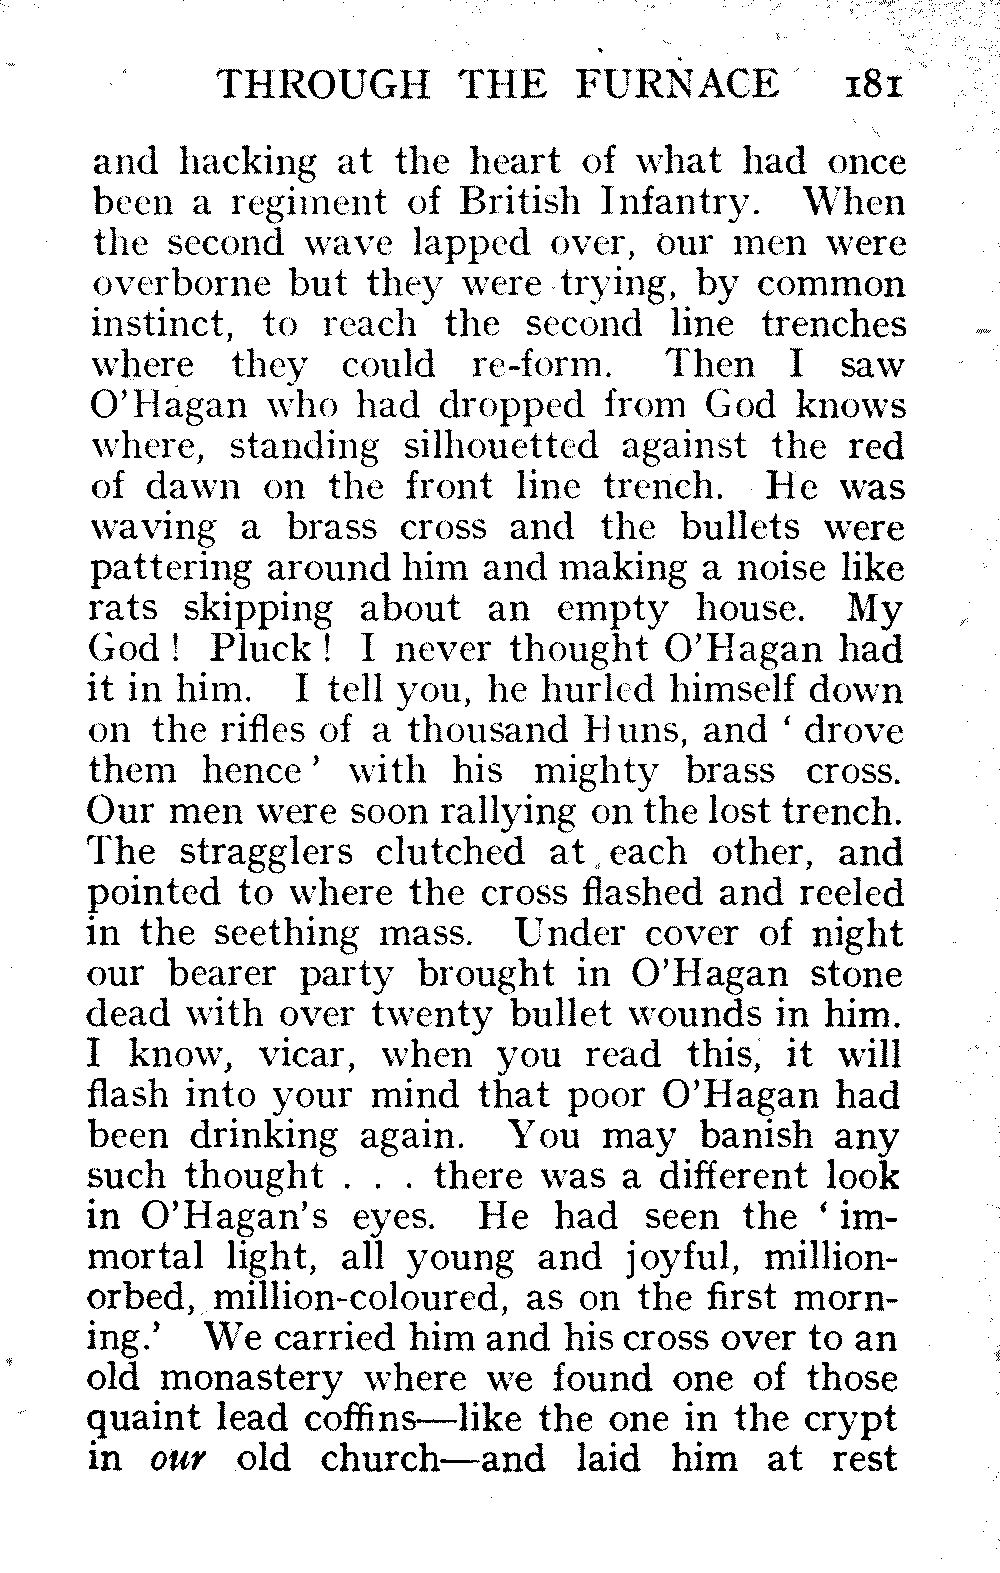 THROUGH THE FURNACE 181
and hacking at the heart of what had once
been a regiment of British Infantry. When
the second wave lapped over, our men were
overborne but they were trying, by common
instinct, to reach the second line trenches
where they could re-form. Then I saw
O'Hagan who had dropped from God knows
where, standing silhouetted against the red
of dawn on the front line trench. He was
waving a brass cross and the bullets were
pattering around him and making a noise like
rats skipping about an empty house. My
God! Pluck! I never thought O'Hagan had
it in him. I tell you, he hurled himself down
on the rifles of a thousand Huns, and ' drove
them hence' with his mighty brass cross.
Our men were soon rallying on the lost trench.
The stragglers clutched at each other, and
pointed to where the cross flashed and reeled
in the seething mass. Under cover of night
our bearer party brought in O'Hagan stone
dead with over twenty bullet wounds in him.
I know, vicar, when you read this, it will
flash into your mind that poor O'Hagan had
been drinking again. You may banish any
such thought . . . there was a different look
in O'Hagan's eyes. He had seen the ' im-
mortal light, all young and joyful, million-
orbed, million-coloured, as on the first morn-
ing.' We carried him and his cross over to an
old monastery where we found one of those
quaint lead coffins—like the one in the crypt
in our old church—and laid him at rest